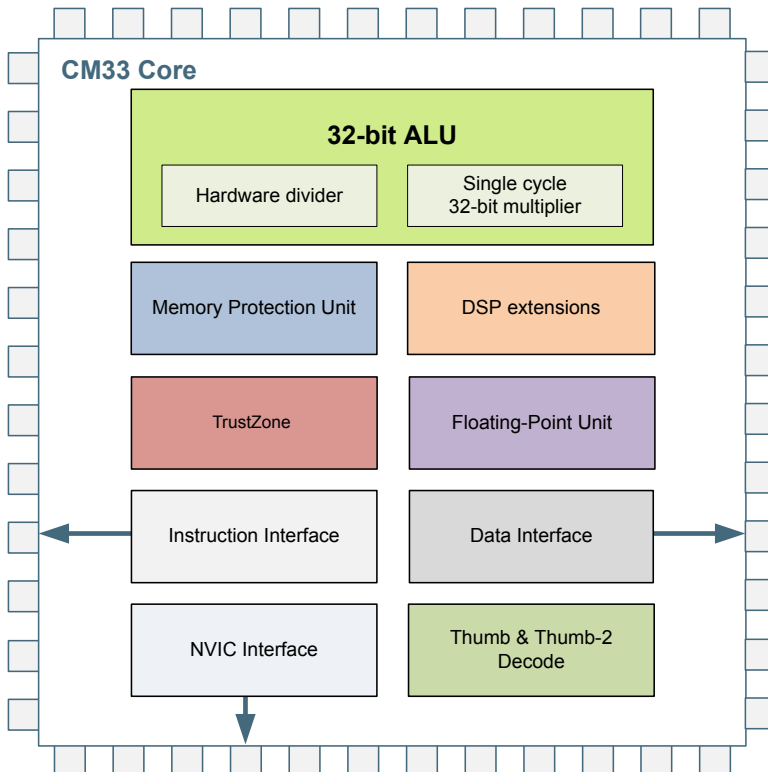 CM33 Core
32-bit ALU
Hardware divider
Single cycle
32-bit multiplier
Memory Protection Unit
DSP extensions
TrustZone
Floating-Point Unit
Instruction Interface
Data Interface
NVIC Interface
Thumb & Thumb-2
Decode